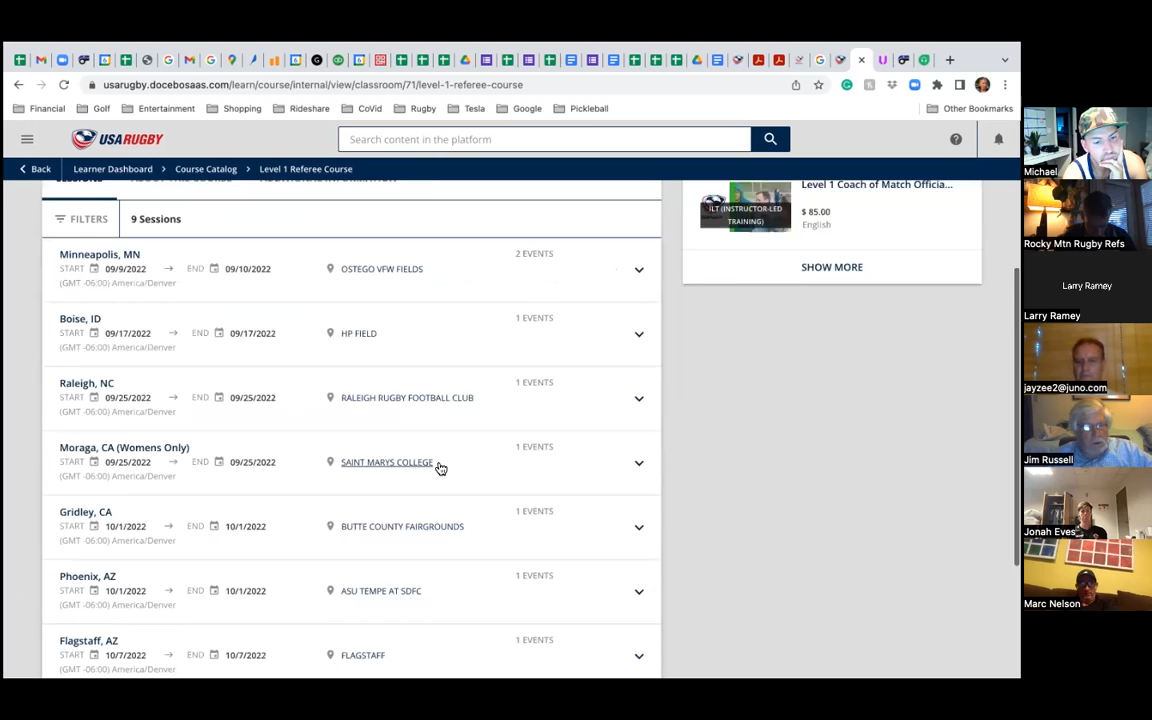 usarugby.docebosaas.com/learn/course/internal/view/classroom/71/level-1-referee-course
Financial Golf Entertainment Shopping Rideshare CoVid Rugby Tesla Google Pickleball Other Bookmarks
USARUGBY
Search content in the platform
Back Learner Dashboard Course Catalog Level 1 Referee Course
FILTERS 9 Sessions
Minneapolis, MN 2 EVENTS
START 09/9/2022 → END 09/10/2022 OSTEGO VFW FIELDS
(GMT -06:00) America/Denver
Boise, ID 1 EVENTS
START 09/17/2022 → END 09/17/2022 HP FIELD
(GMT -06:00) America/Denver
Raleigh, NC 1 EVENTS
START 09/25/2022 → END 09/25/2022 RALEIGH RUGBY FOOTBALL CLUB
(GMT -06:00) America/Denver
Moraga, CA (Womens Only) 1 EVENTS
START 09/25/2022 → END 09/25/2022 SAINT MARYS COLLEGE
(GMT -06:00) America/Denver
Gridley, CA 1 EVENTS
START 10/1/2022 → END 10/1/2022 BUTTE COUNTY FAIRGROUNDS
(GMT -06:00) America/Denver
Phoenix, AZ 1 EVENTS
START 10/1/2022 → END 10/1/2022 ASU TEMPE AT SDFC
(GMT -06:00) America/Denver
Flagstaff, AZ 1 EVENTS
START 10/7/2022 → END 10/7/2022 FLAGSTAFF
(GMT -06:00) America/Denver
Level 1 Coach of Match Officia...
ILT (INSTRUCTOR-LED
TRAINING)
$ 85.00
English
SHOW MORE
Michael
Rocky Mtn Rugby Refs
Larry Ramey
Larry Ramey
jayzee2@juno.com
Jim Russell
Jonah Eves
Marc Nelson